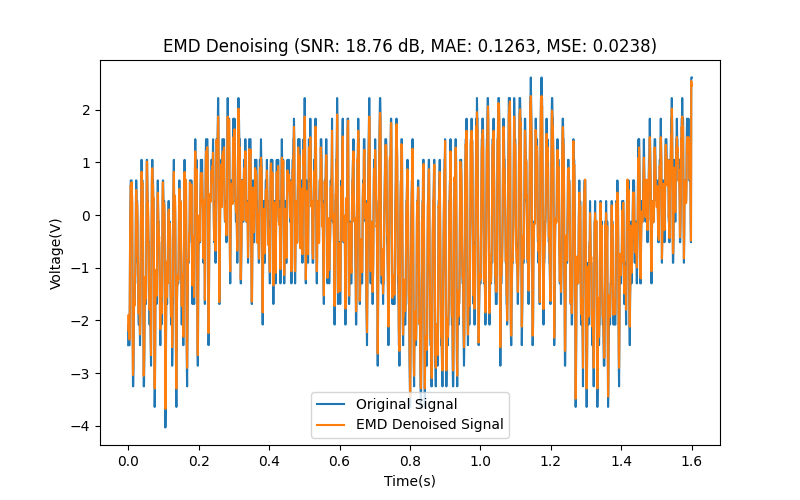 EMD Denoising (SNR: 18.76 dB, MAE: 0.1263, MSE: 0.0238)
Voltage(V)
2
1
0
−1
−2
−3
−4
Original Signal
EMD Denoised Signal
0.0 0.2 0.4 0.6 0.8 1.0 1.2 1.4 1.6
Time(s)